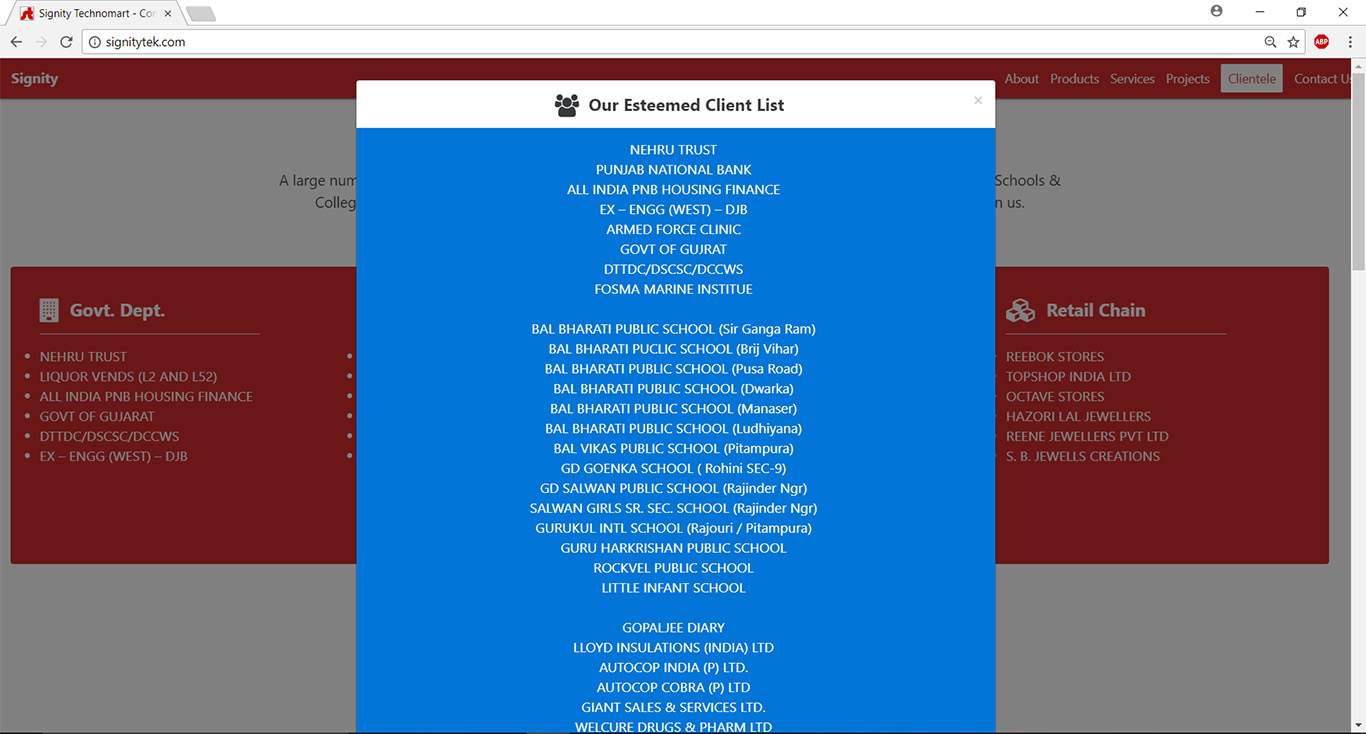 Signity Technomart - Co
signitytek.com
ABP
Signity
About Products Services Projects Clientele Contact Us
Our Esteemed Client List ×
A large num
Schools &
Colleg
n us.
NEHRU TRUST
PUNJAB NATIONAL BANK
ALL INDIA PNB HOUSING FINANCE
EX – ENGG (WEST) – DJB
ARMED FORCE CLINIC
GOVT OF GUJRAT
DTTDC/DSCSC/DCCWS
FOSMA MARINE INSTITUE
BAL BHARATI PUBLIC SCHOOL (Sir Ganga Ram)
BAL BHARATI PUCLIC SCHOOL (Brij Vihar)
BAL BHARATI PUBLIC SCHOOL (Pusa Road)
BAL BHARATI PUBLIC SCHOOL (Dwarka)
BAL BHARATI PUBLIC SCHOOL (Manaser)
BAL BHARATI PUBLIC SCHOOL (Ludhiyana)
BAL VIKAS PUBLIC SCHOOL (Pitampura)
GD GOENKA SCHOOL ( Rohini SEC-9)
GD SALWAN PUBLIC SCHOOL (Rajinder Ngr)
SALWAN GIRLS SR. SEC. SCHOOL (Rajinder Ngr)
GURUKUL INTL SCHOOL (Rajouri / Pitampura)
GURU HARKRISHAN PUBLIC SCHOOL
ROCKVEL PUBLIC SCHOOL
LITTLE INFANT SCHOOL
GOPALJEE DIARY
LLOYD INSULATIONS (INDIA) LTD
AUTOCOP INDIA (P) LTD.
AUTOCOP COBRA (P) LTD
GIANT SALES & SERVICES LTD.
WELCURE DRUGS & PHARM LTD
Govt. Dept.
• NEHRU TRUST
• LIQUOR VENDS (L2 AND L52)
• ALL INDIA PNB HOUSING FINANCE
• GOVT OF GUJARAT
• DTTDC/DSCSC/DCCWS
• EX – ENGG (WEST) – DJB
Retail Chain
REEBOK STORES
TOPSHOP INDIA LTD
OCTAVE STORES
HAZORI LAL JEWELLERS
REENE JEWELLERS PVT LTD
S. B. JEWELLS CREATIONS